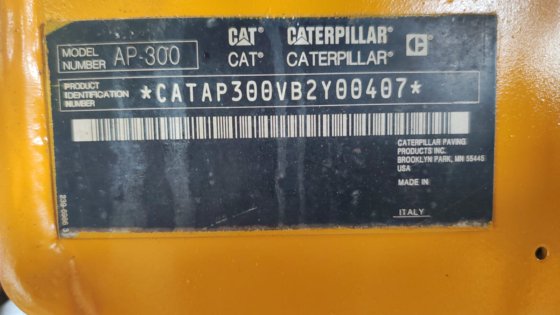 MODEL NUMBER AP-300
CAT® CATERPILLAR®
CAT® CATERPILLAR®
PRODUCT IDENTIFICATION NUMBER
*CATAP300VB2Y00407*
CATERPILLAR PAVING
PRODUCTS INC.
BROOKLYN PARK, MN 55445
USA
MADE IN
ITALY